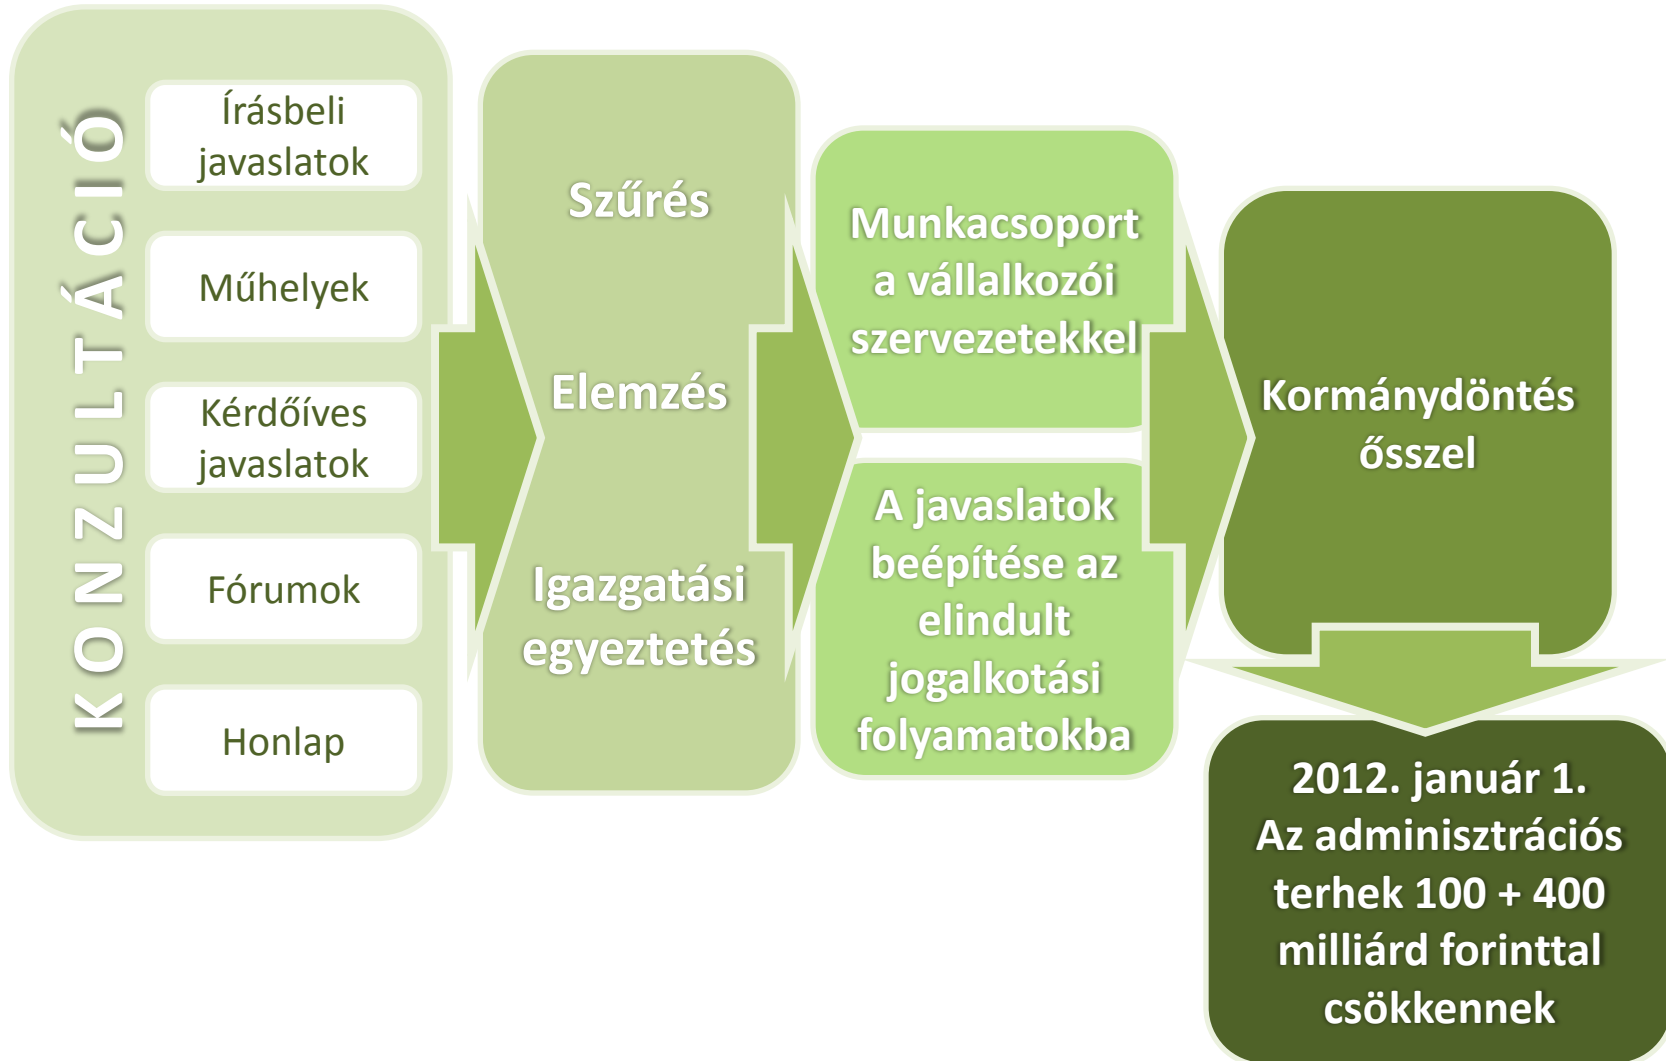 KONZULTÁCIÓ
Írásbeli
javaslatok
Műhelyek
Kérdőíves
javaslatok
Fórumok
Honlap
Szűrés
Elemzés
Igazgatási
egyeztetés
Munkacsoport
a vállalkozói
szervezetekkel
A javaslatok
beépítése az
elindult
jogalkotási
folyamatokba
Kormánydöntés
ősszel
2012. január 1.
Az adminisztrációs
terhek 100 + 400
milliárd forinttal
csökkennek